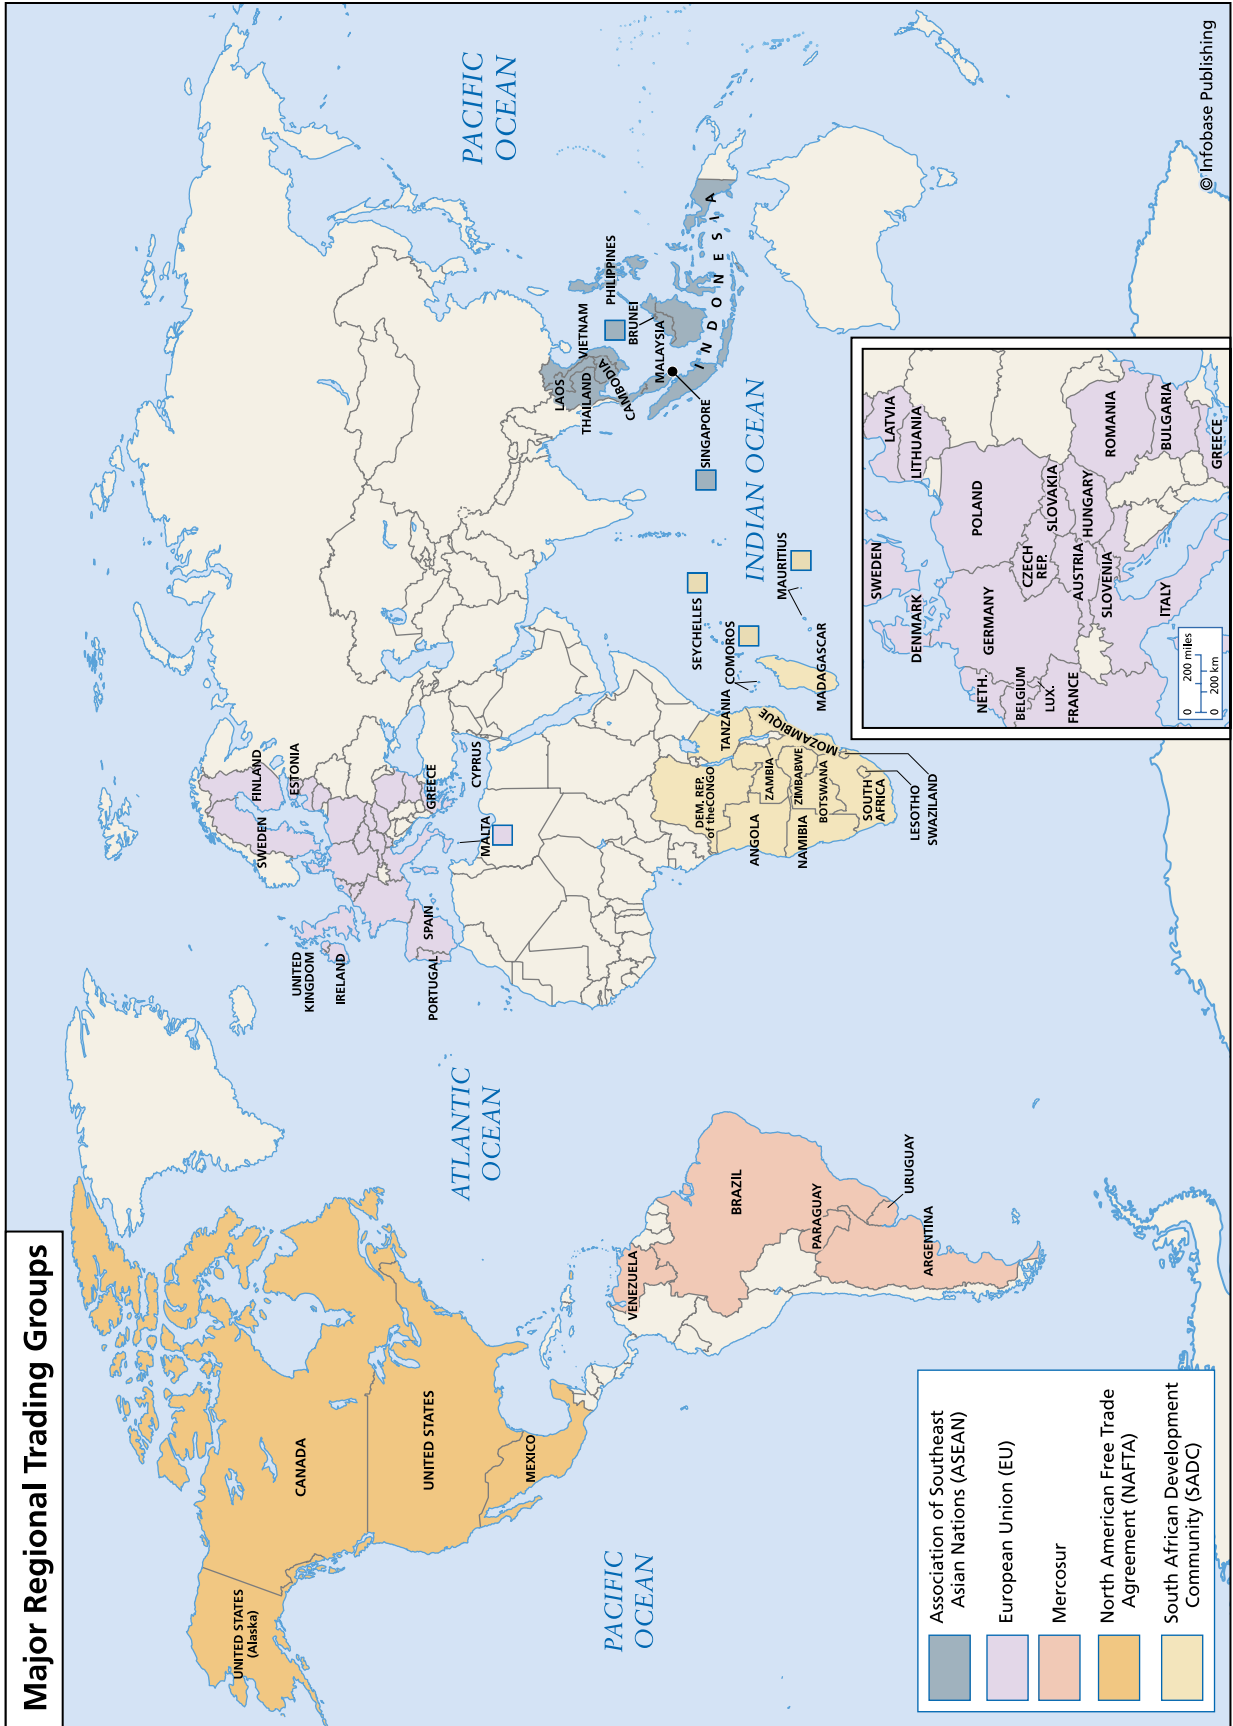 Major Regional Trading Groups
UNITED STATES
(Alaska)
CANADA
UNITED STATES
MEXICO
PACIFIC
OCEAN
ATLANTIC
OCEAN
VENEZUELA
BRAZIL
PARAGUAY
URUGUAY
ARGENTINA
UNITED
KINGDOM
IRELAND
PORTUGAL
SPAIN
SWEDEN
FINLAND
ESTONIA
GREECE
CYPRUS
MALTA
DEM. REP.
of theCONGO
ANGOLA
NAMIBIA
ZAMBIA
ZIMBABWE
BOTSWANA
SOUTH
AFRICA
LESOTHO
SWAZILAND
TANZANIA
MOZAMBIQUE
COMOROS
SEYCHELLES
MADAGASCAR
MAURITIUS
INDIAN OCEAN
LAOS
THAILAND
VIETNAM
CAMBODIA
PHILIPPINES
BRUNEI
MALAYSIA
SINGAPORE
INDONESIA
PACIFIC
OCEAN
Association of Southeast
Asian Nations (ASEAN)
European Union (EU)
Mercosur
North American Free Trade
Agreement (NAFTA)
South African Development
Community (SADC)
SWEDEN
DENMARK
LATVIA
LITHUANIA
NETH.
BELGIUM
LUX.
FRANCE
GERMANY
POLAND
CZECH
REP.
SLOVAKIA
AUSTRIA
HUNGARY
SLOVENIA
ROMANIA
BULGARIA
GREECE
ITALY
0 200 miles
0 200 km
© Infobase Publishing